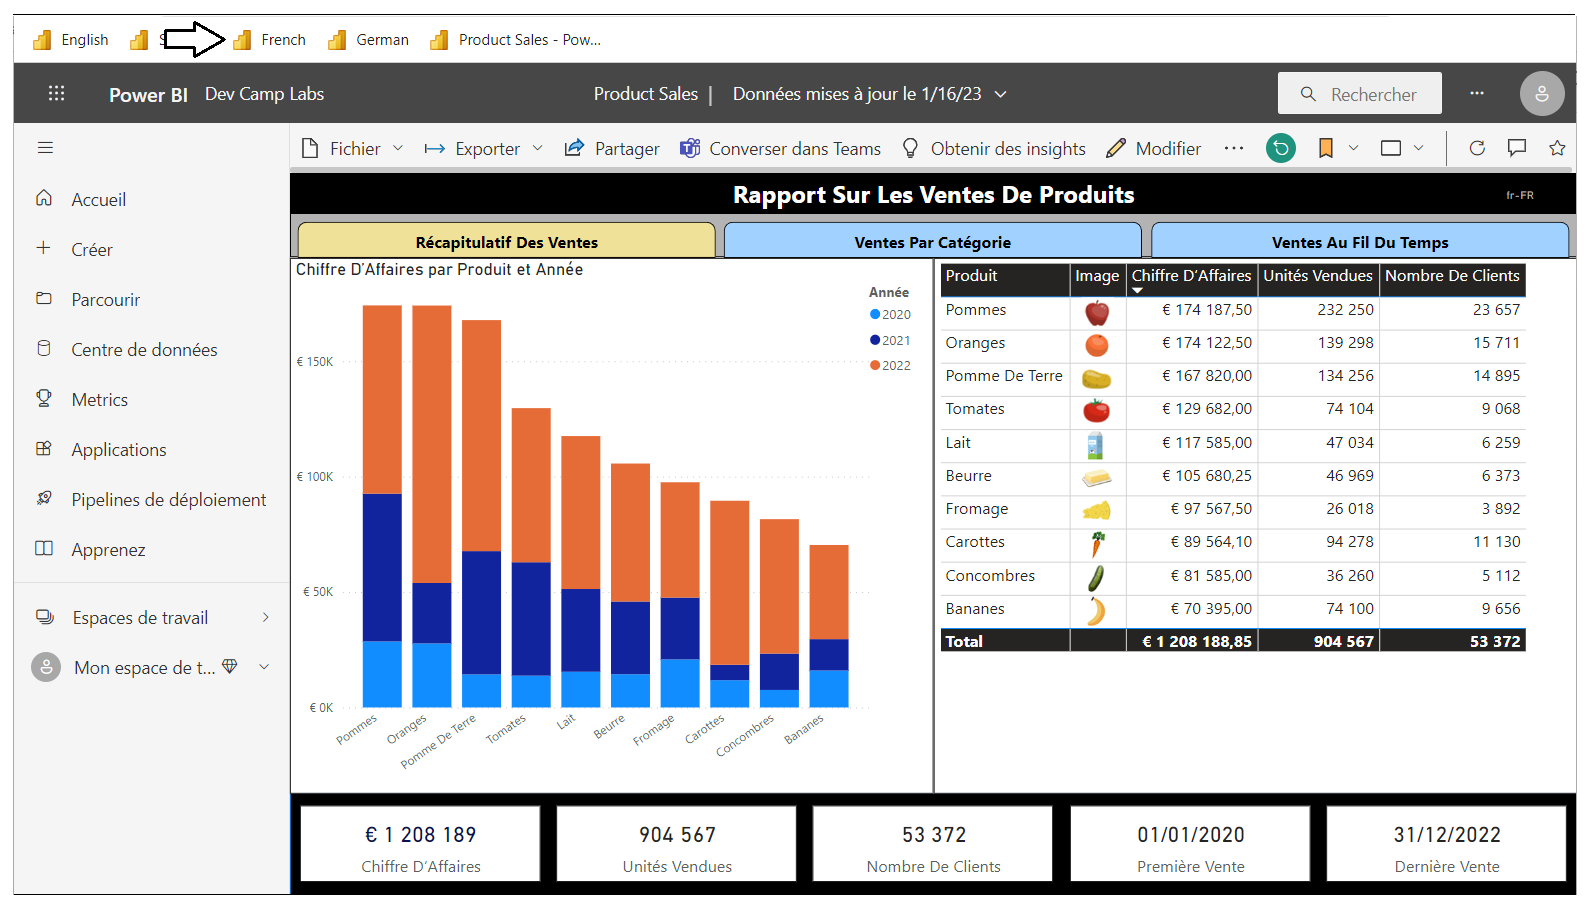 English
French
German
Product Sales - Pow...
Power BI
Dev Camp Labs
Product Sales | Données mises à jour le 1/16/23
Rechercher
Fichier
Exporter
Partager
Converser dans Teams
Obtenir des insights
Modifier
Accueil
Créer
Parcourir
Centre de données
Metrics
Applications
Pipelines de déploiement
Apprenez
Espaces de travail
Mon espace de t...
Rapport Sur Les Ventes De Produits
fr-FR
Récapitulatif Des Ventes
Ventes Par Catégorie
Ventes Au Fil Du Temps
Chiffre D'Affaires par Produit et Année
Année
2020
2021
2022
€ 150K
€ 100K
€ 50K
€ 0K
Pommes
Oranges
Pomme De Terre
Tomates
Lait
Beurre
Fromage
Carottes
Concombres
Bananes
Produit Image Chiffre D'Affaires Unités Vendues Nombre De Clients
Pommes € 174 187,50 232 250 23 657
Oranges € 174 122,50 139 298 15 711
Pomme De Terre € 167 820,00 134 256 14 895
Tomates € 129 682,00 74 104 9 068
Lait € 117 585,00 47 034 6 259
Beurre € 105 680,25 46 969 6 373
Fromage € 97 567,50 26 018 3 892
Carottes € 89 564,10 94 278 11 130
Concombres € 81 585,00 36 260 5 112
Bananes € 70 395,00 74 100 9 656
Total € 1 208 188,85 904 567 53 372
€ 1 208 189
Chiffre D'Affaires
904 567
Unités Vendues
53 372
Nombre De Clients
01/01/2020
Première Vente
31/12/2022
Dernière Vente